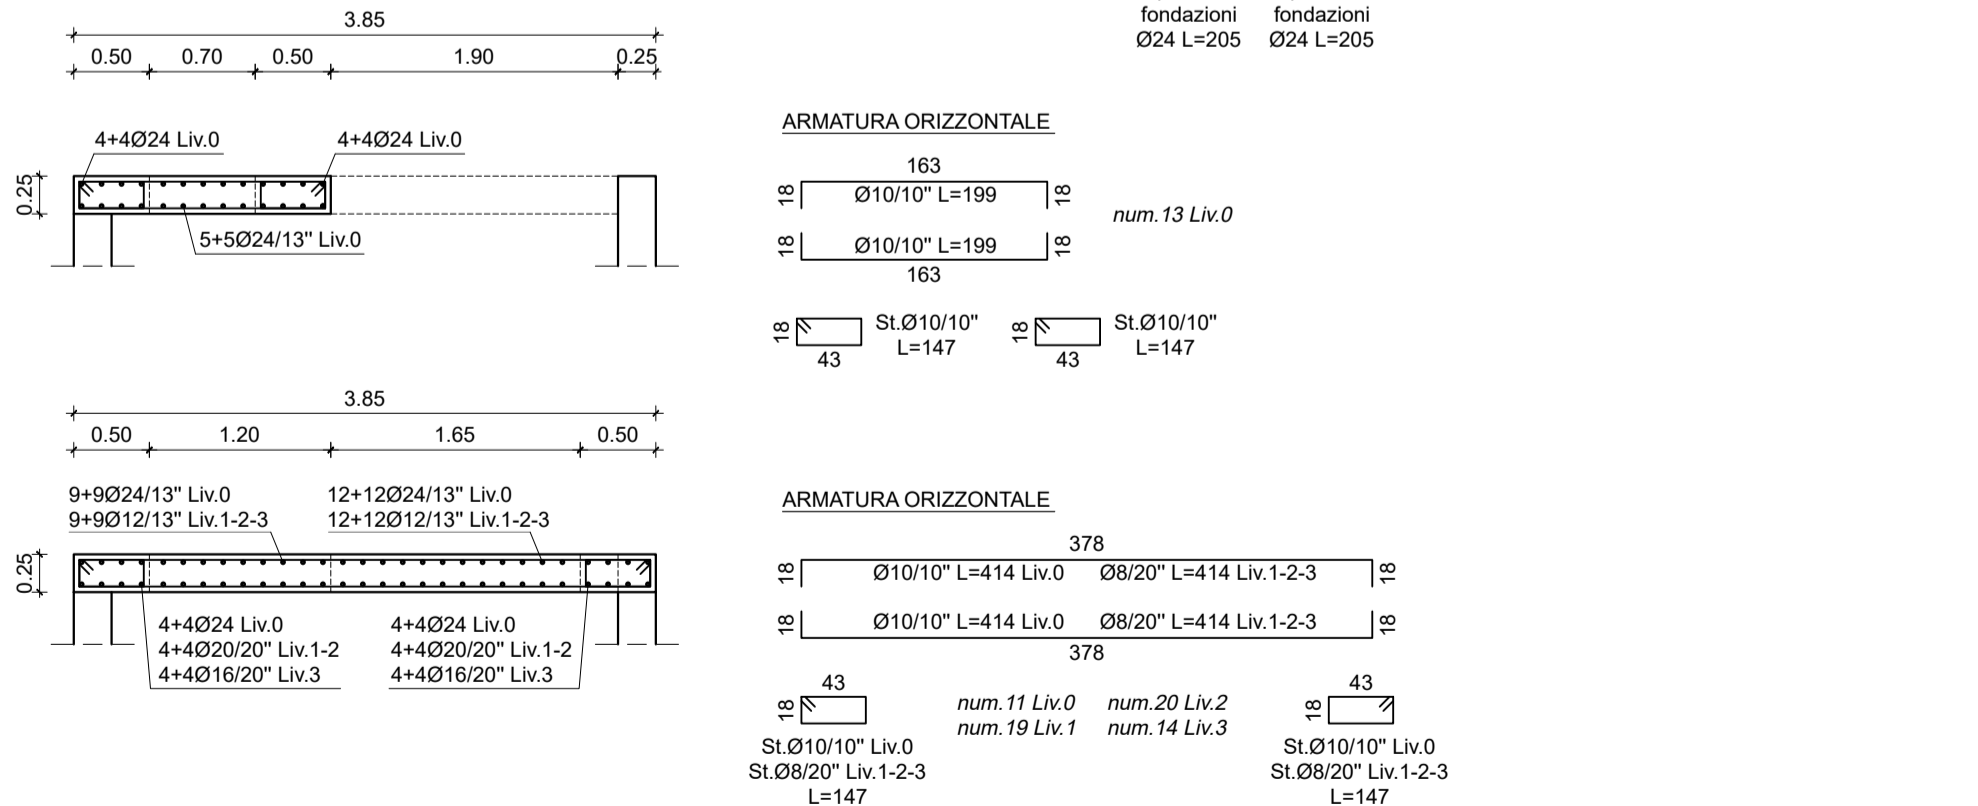 fondazioni fondazioni
Ø24 L=205 Ø24 L=205
3.85
0.50 0.70 0.50 1.90 0.25
4+4Ø24 Liv.0 4+4Ø24 Liv.0
0.25
5+5Ø24/13" Liv.0
ARMATURA ORIZZONTALE
163
18 Ø10/10" L=199 18
num.13 Liv.0
18 Ø10/10" L=199 18
163
18 St.Ø10/10" 18 St.Ø10/10"
L=147 L=147
43 43
3.85
0.50 1.20 1.65 0.50
9+9Ø24/13" Liv.0 12+12Ø24/13" Liv.0
9+9Ø12/13" Liv.1-2-3 12+12Ø12/13" Liv.1-2-3
0.25
4+4Ø24 Liv.0 4+4Ø24 Liv.0
4+4Ø20/20" Liv.1-2 4+4Ø20/20" Liv.1-2
4+4Ø16/20" Liv.3 4+4Ø16/20" Liv.3
ARMATURA ORIZZONTALE
378
18 Ø10/10" L=414 Liv.0 Ø8/20" L=414 Liv.1-2-3 18
18 Ø10/10" L=414 Liv.0 Ø8/20" L=414 Liv.1-2-3 18
378
43 43
18 num.11 Liv.0 num.20 Liv.2 18
num.19 Liv.1 num.14 Liv.3
St.Ø10/10" Liv.0 St.Ø10/10" Liv.0
St.Ø8/20" Liv.1-2-3 St.Ø8/20" Liv.1-2-3
L=147 L=147